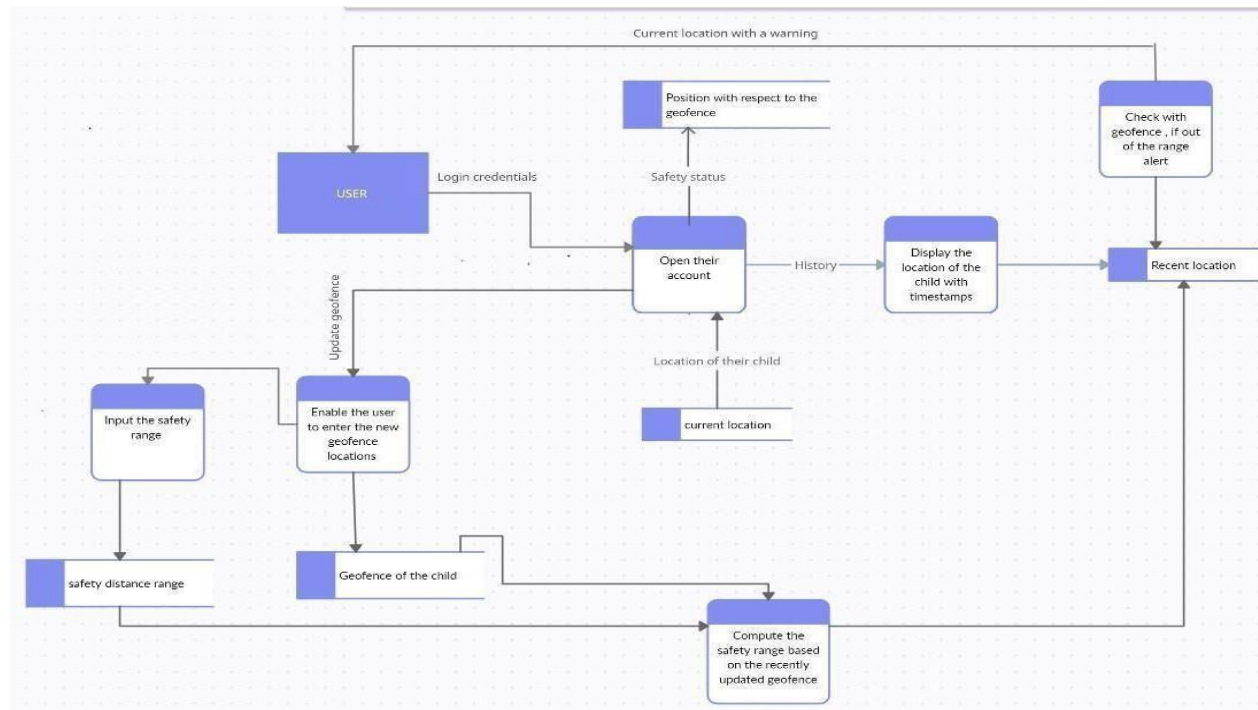 Current location with a warning
Position with respect to the
geofence
Check with
geofence , if out
of the range
alert
USER
Login credentials
Safety status
Open their
account
History
Display the
location of the
child with
timestamps
Recent location
Update geofence
Location of their child
Input the safety
range
Enable the user
to enter the new
geofence
locations
current location
safety distance range
Geofence of the child
Compute the
safety range based
on the recently
updated geofence